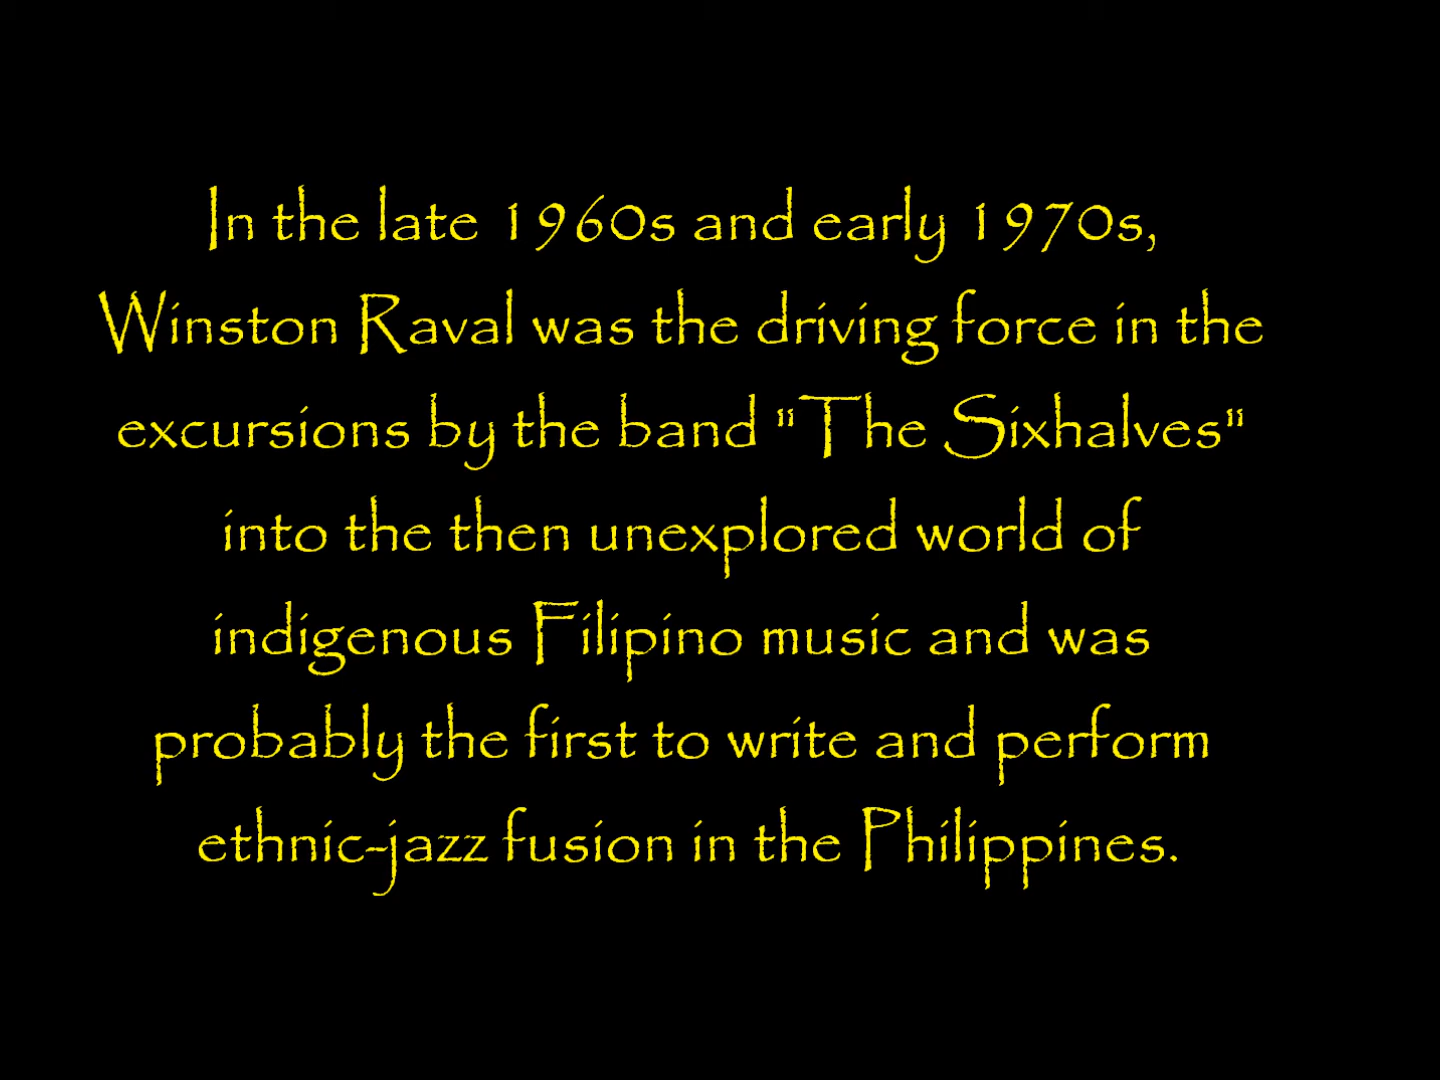 In the late 1960s and early 1970s,
Winston Raval was the driving force in the
excursions by the band "The Sixhalves"
into the then unexplored world of
indigenous Filipino music and was
probably the first to write and perform
ethnic-jazz fusion in the Philippines.